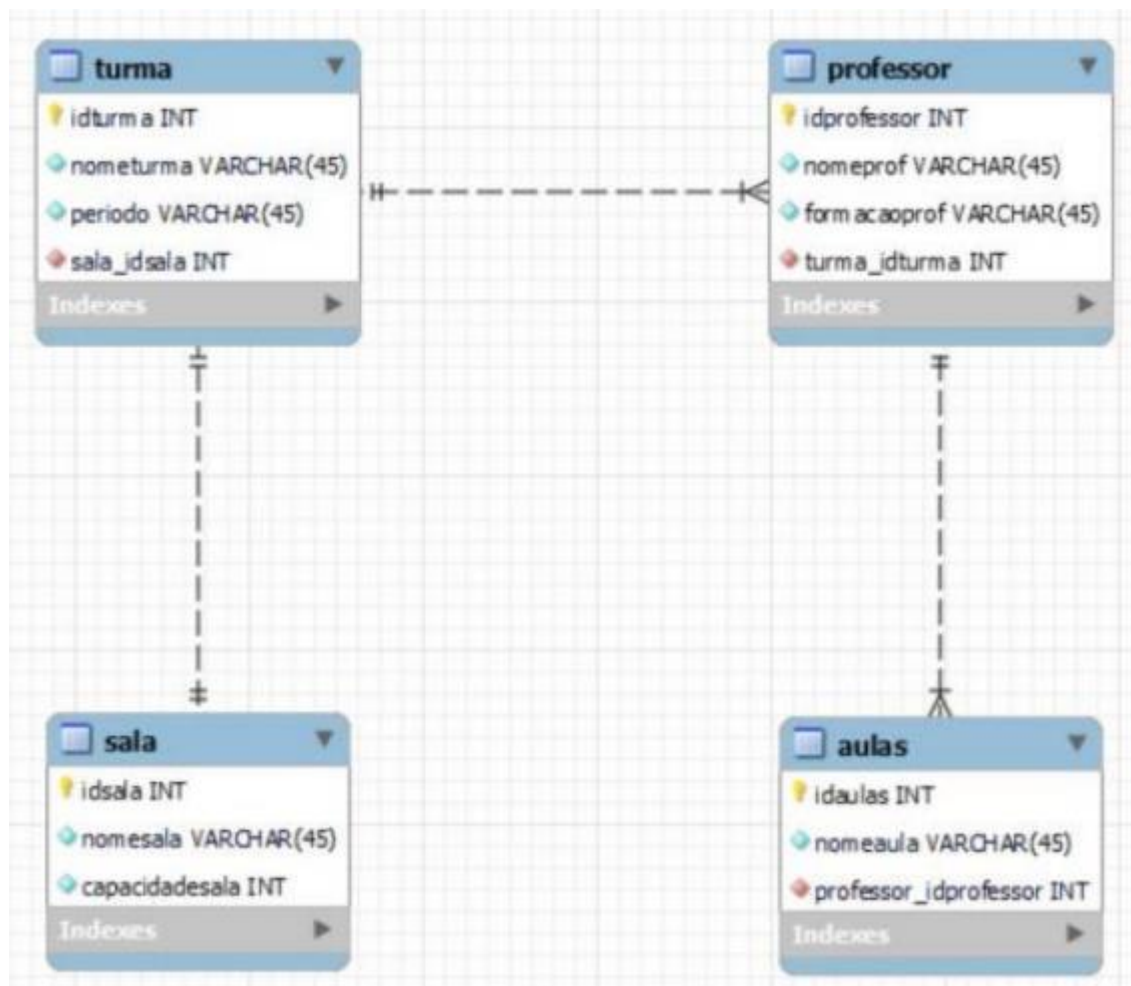 turma
idturma INT
nometurma VARCHAR(45)
periodo VARCHAR(45)
sala_idsala INT
Indexes
professor
idprofessor INT
nomeprof VARCHAR(45)
formacaoprof VARCHAR(45)
turma_idturma INT
Indexes
sala
idsala INT
nomesala VARCHAR(45)
capacidadesala INT
Indexes
aulas
idaulas INT
nomeaula VARCHAR(45)
professor_idprofessor INT
Indexes